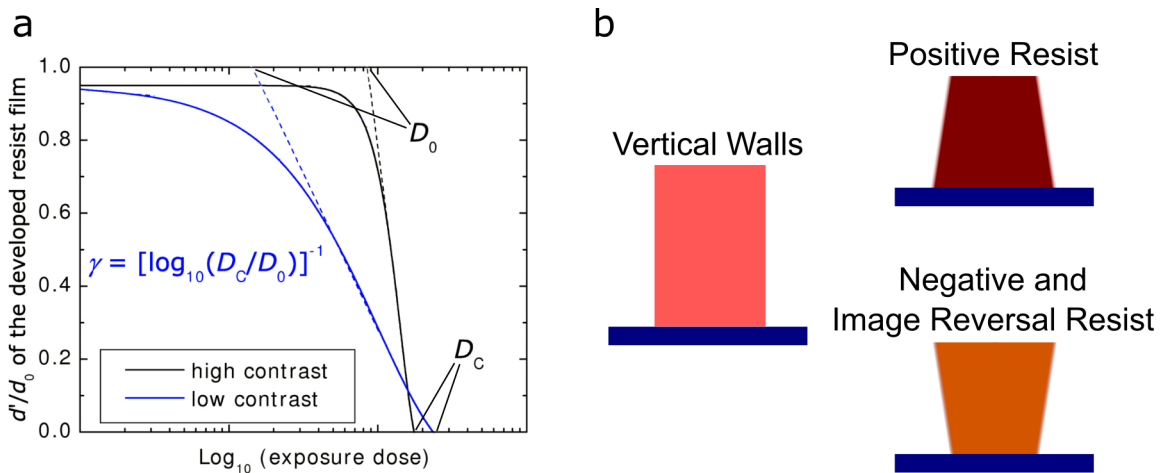 a
b
1.0
0.8
0.6
0.4
0.2
0.0
d'/d₀ of the developed resist film
D₀
γ = [log₁₀(D_C/D₀)]⁻¹
D_C
high contrast
low contrast
Log₁₀ (exposure dose)
Vertical Walls
Positive Resist
Negative and
Image Reversal Resist